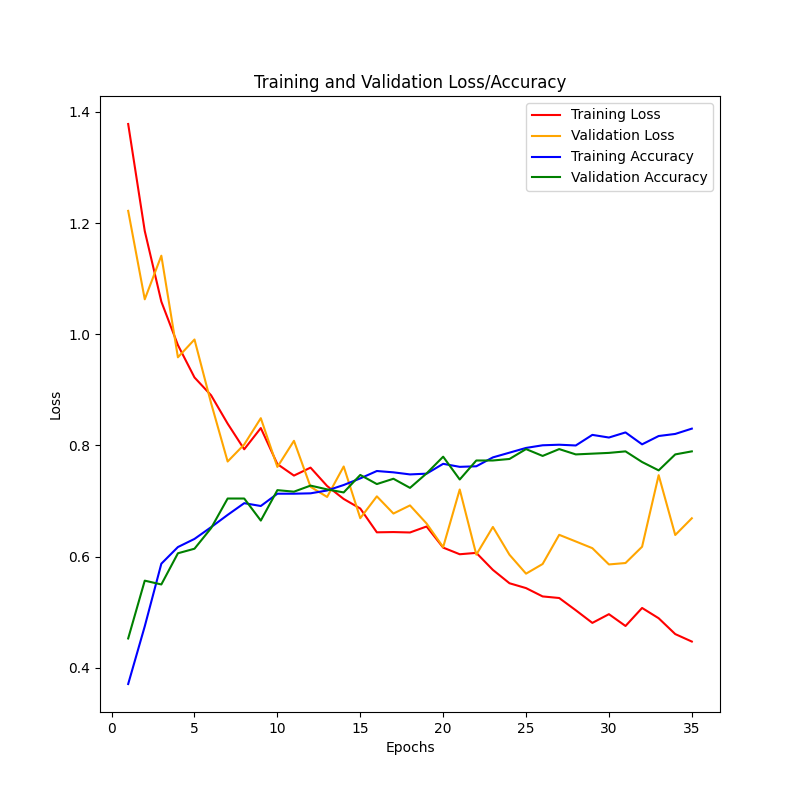 Training and Validation Loss/Accuracy
Training Loss
Validation Loss
Training Accuracy
Validation Accuracy
Loss
1.4
1.2
1.0
0.8
0.6
0.4
0 5 10 15 20 25 30 35
Epochs